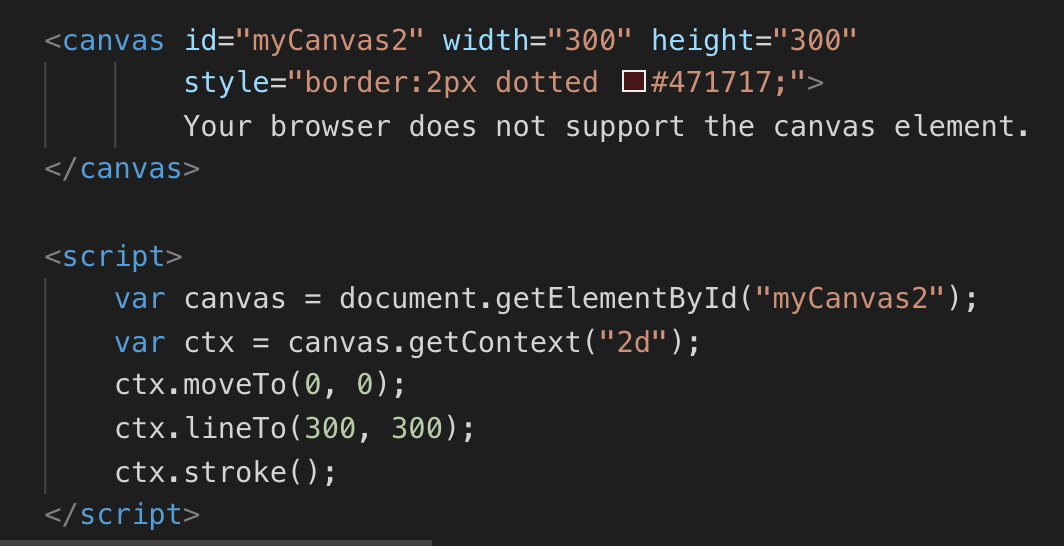 <canvas id="myCanvas2" width="300" height="300"
style="border:2px dotted #471717;">
Your browser does not support the canvas element.
</canvas>
<script>
var canvas = document.getElementById("myCanvas2");
var ctx = canvas.getContext("2d");
ctx.moveTo(0, 0);
ctx.lineTo(300, 300);
ctx.stroke();
</script>